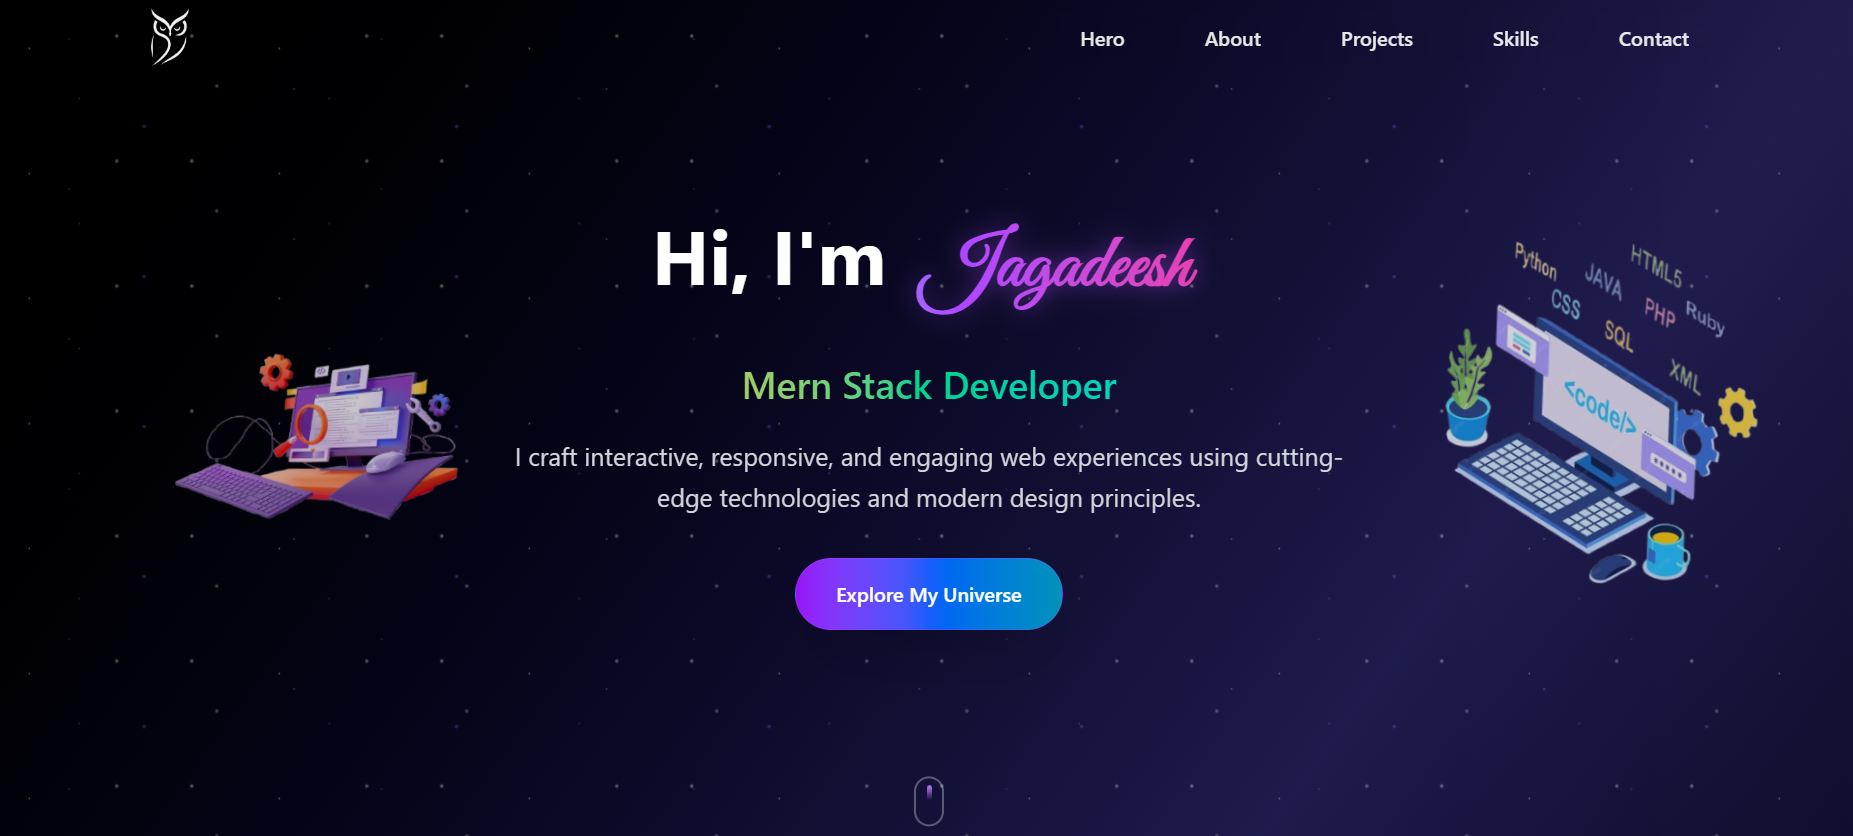 Hero About Projects Skills Contact
Hi, I'm Jagadeesh
Mern Stack Developer
I craft interactive, responsive, and engaging web experiences using cutting-
edge technologies and modern design principles.
Explore My Universe
Python
JAVA
HTML5
CSS
SQL
PHP
Ruby
XML
<code/>